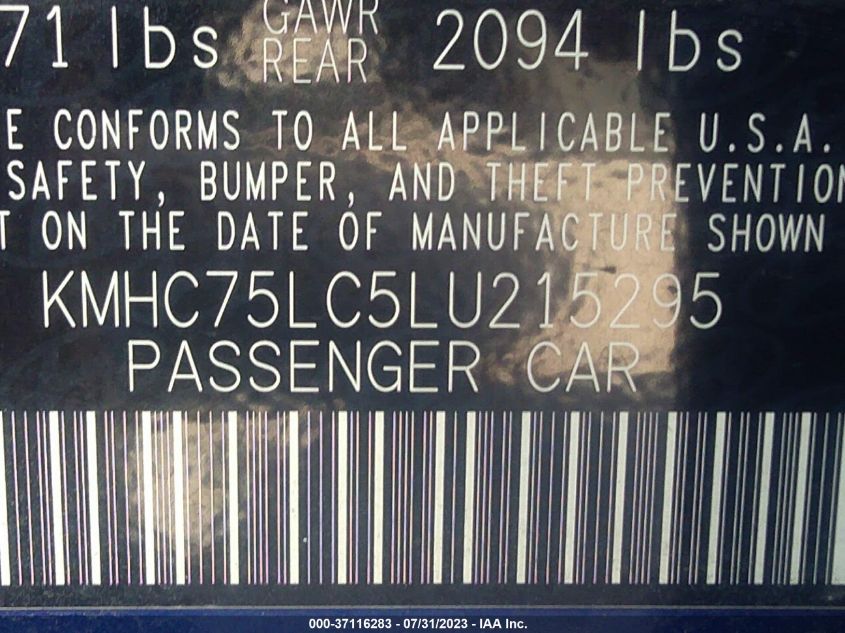 71 lbs GAWR REAR 2094 lbs
E CONFORMS TO ALL APPLICABLE U.S.A.
SAFETY, BUMPER, AND THEFT PREVENTION
T ON THE DATE OF MANUFACTURE SHOWN
KMHC75LC5LU215295
PASSENGER CAR
000-37116283 - 07/31/2023 - IAA Inc.